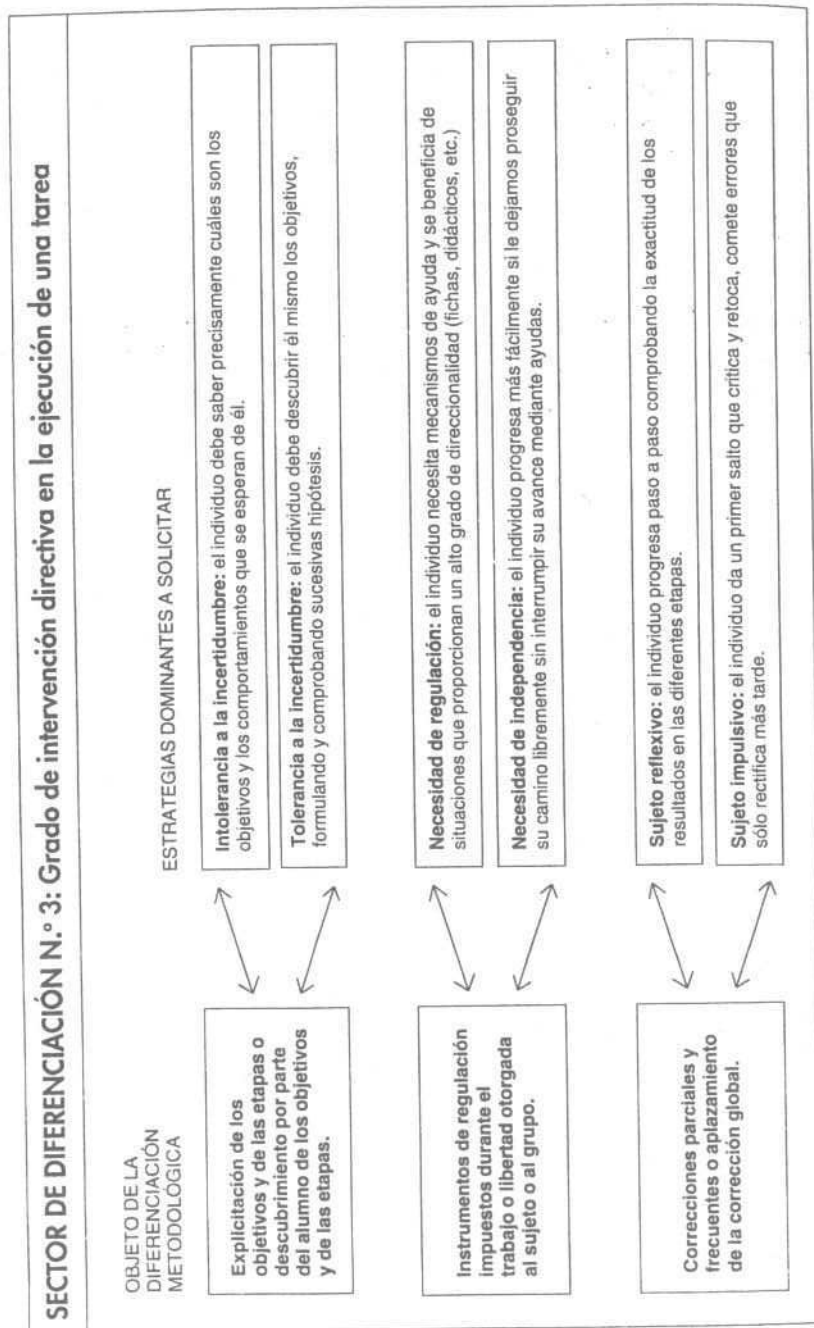 SECTOR DE DIFERENCIACIÓN N.º 3: Grado de intervención directiva en la ejecución de una tarea
OBJETO DE LA
DIFERENCIACIÓN
METODOLÓGICA
ESTRATEGIAS DOMINANTES A SOLICITAR
Explicitación de los
objetivos y de las etapas o
descubrimiento por parte
del alumno de los objetivos
y de las etapas.
Intolerancia a la incertidumbre: el individuo debe saber precisamente cuáles son los
objetivos y los comportamientos que se esperan de él.
Tolerancia a la incertidumbre: el individuo debe descubrir él mismo los objetivos,
formulando y comprobando sucesivas hipótesis.
Instrumentos de regulación
impuestos durante el
trabajo o libertad otorgada
al sujeto o al grupo.
Necesidad de regulación: el individuo necesita mecanismos de ayuda y se beneficia de
situaciones que proporcionan un alto grado de direccionalidad (fichas, didácticos, etc.)
Necesidad de independencia: el individuo progresa más fácilmente si le dejamos proseguir
su camino libremente sin interrumpir su avance mediante ayudas.
Correcciones parciales y
frecuentes o aplazamiento
de la corrección global.
Sujeto reflexivo: el individuo progresa paso a paso comprobando la exactitud de los
resultados en las diferentes etapas.
Sujeto impulsivo: el individuo da un primer salto que critica y retoca, comete errores que
sólo rectifica más tarde.